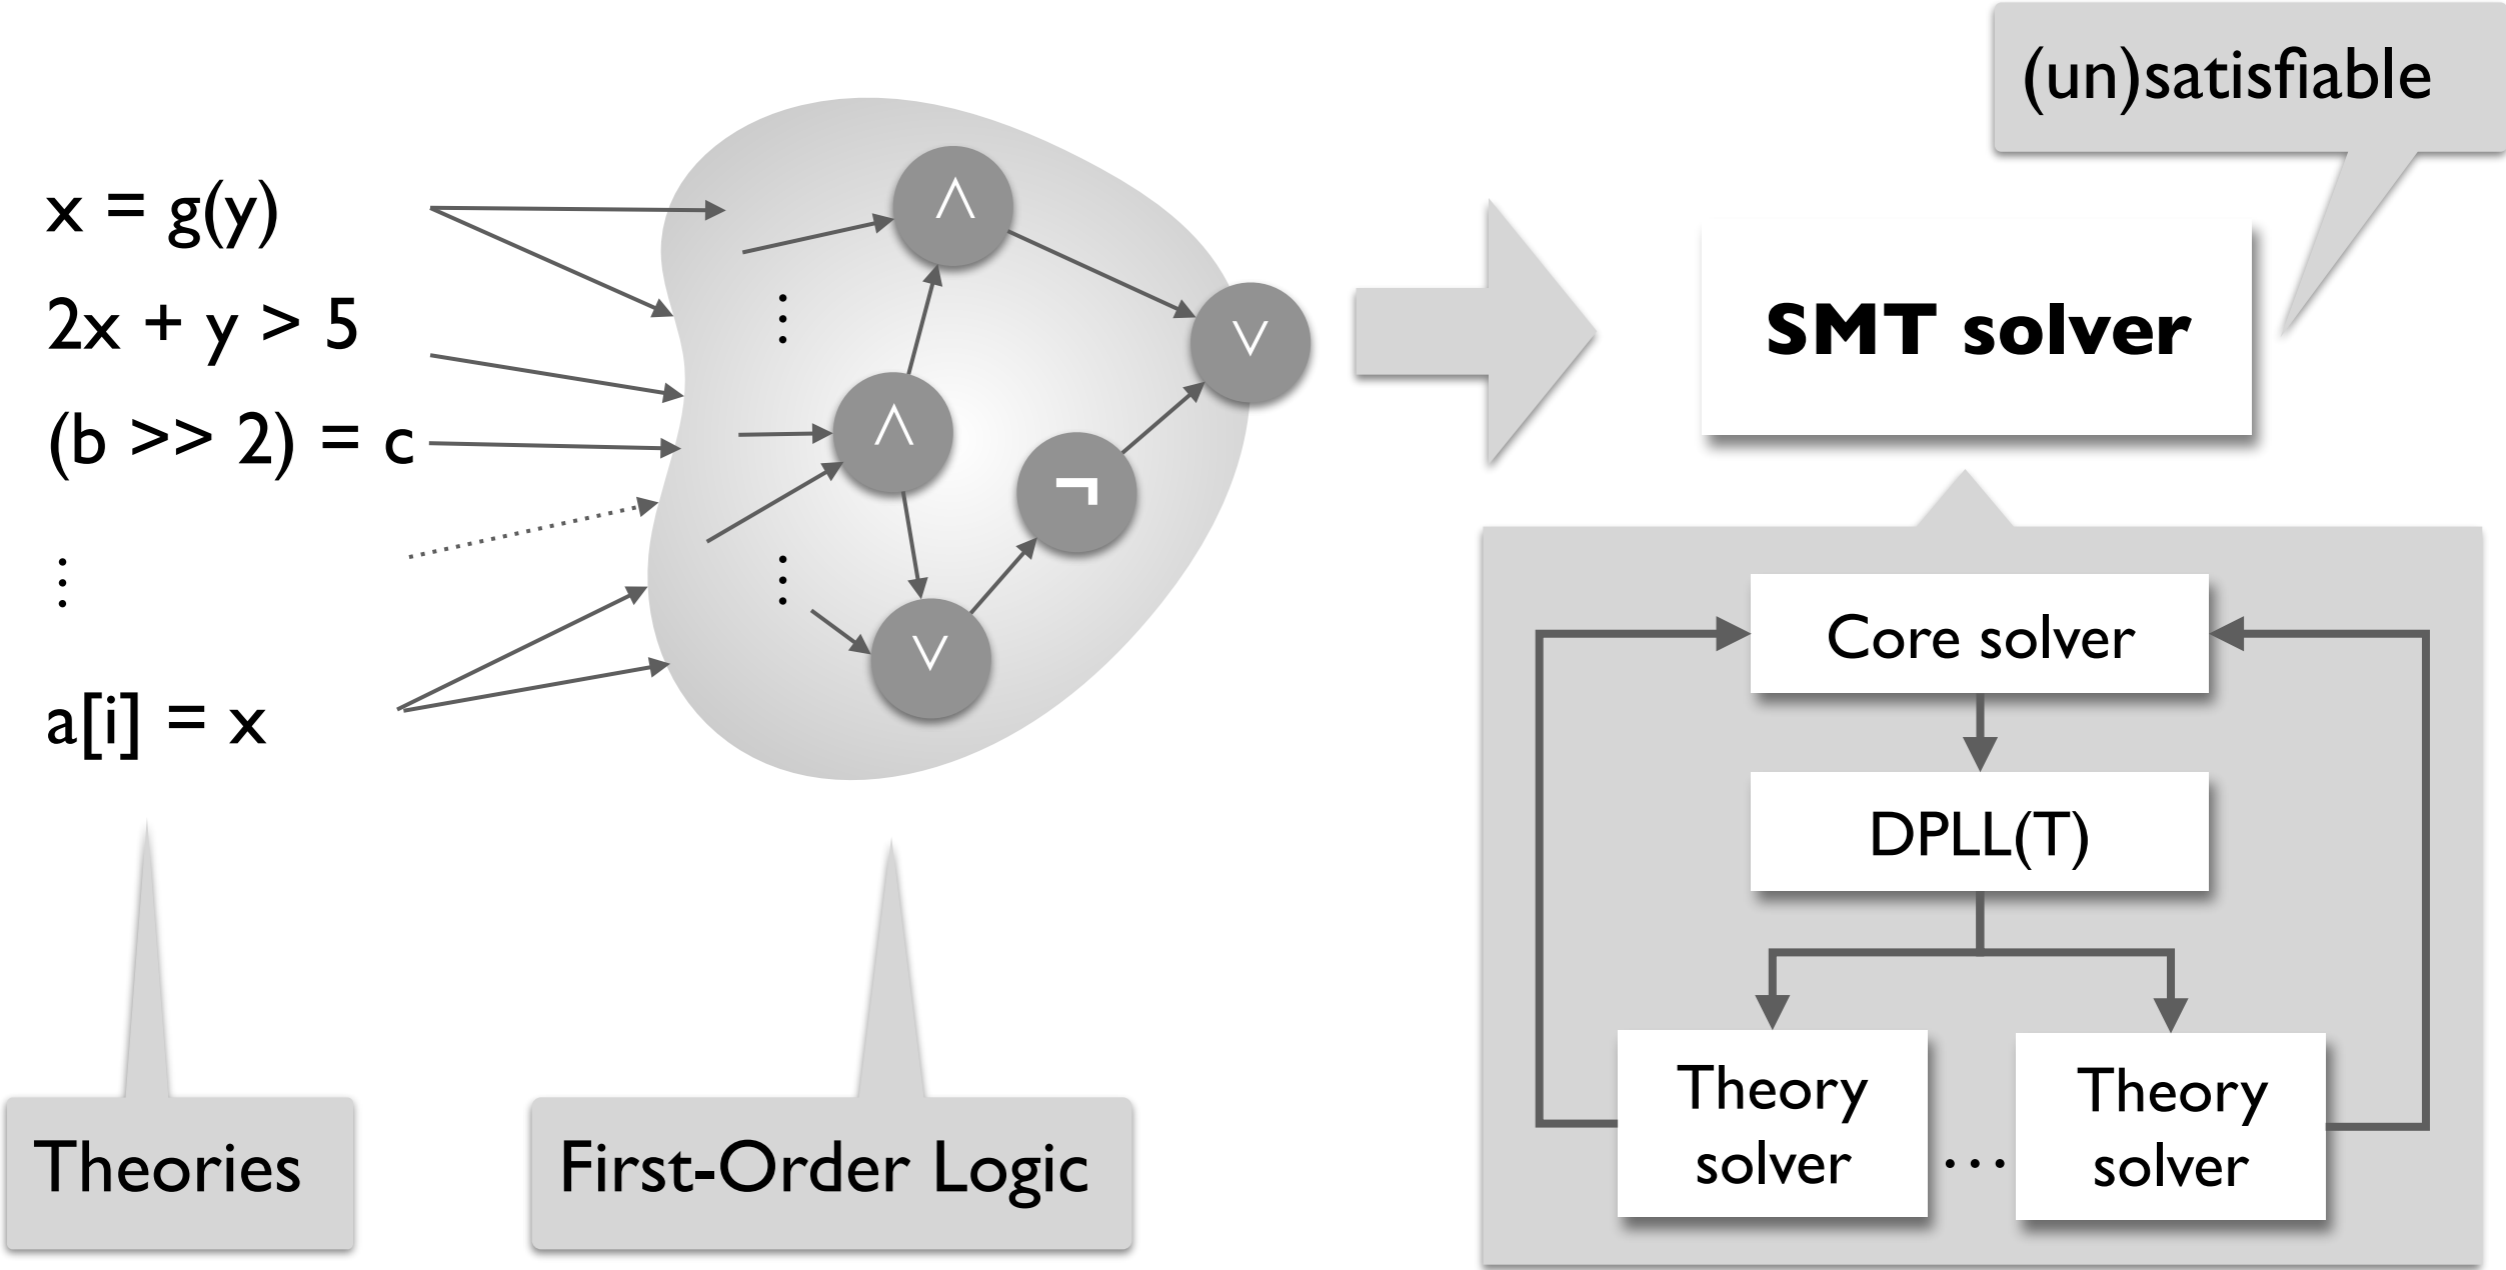 (un)satisfiable
x = g(y)
2x + y > 5
(b >> 2) = c
⋮
a[i] = x
∧
⋮
∧
∨
¬
⋮
∨
SMT solver
Core solver
DPLL(T)
Theory
solver
…
Theory
solver
Theories
First-Order Logic